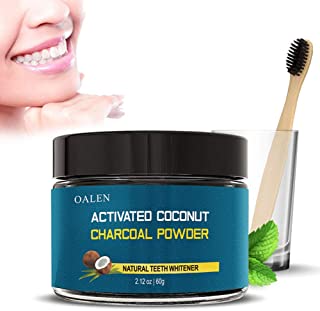 OALEN
ACTIVATED COCONUT
CHARCOAL POWDER
NATURAL TEETH WHITENER
2.12 oz | 60g